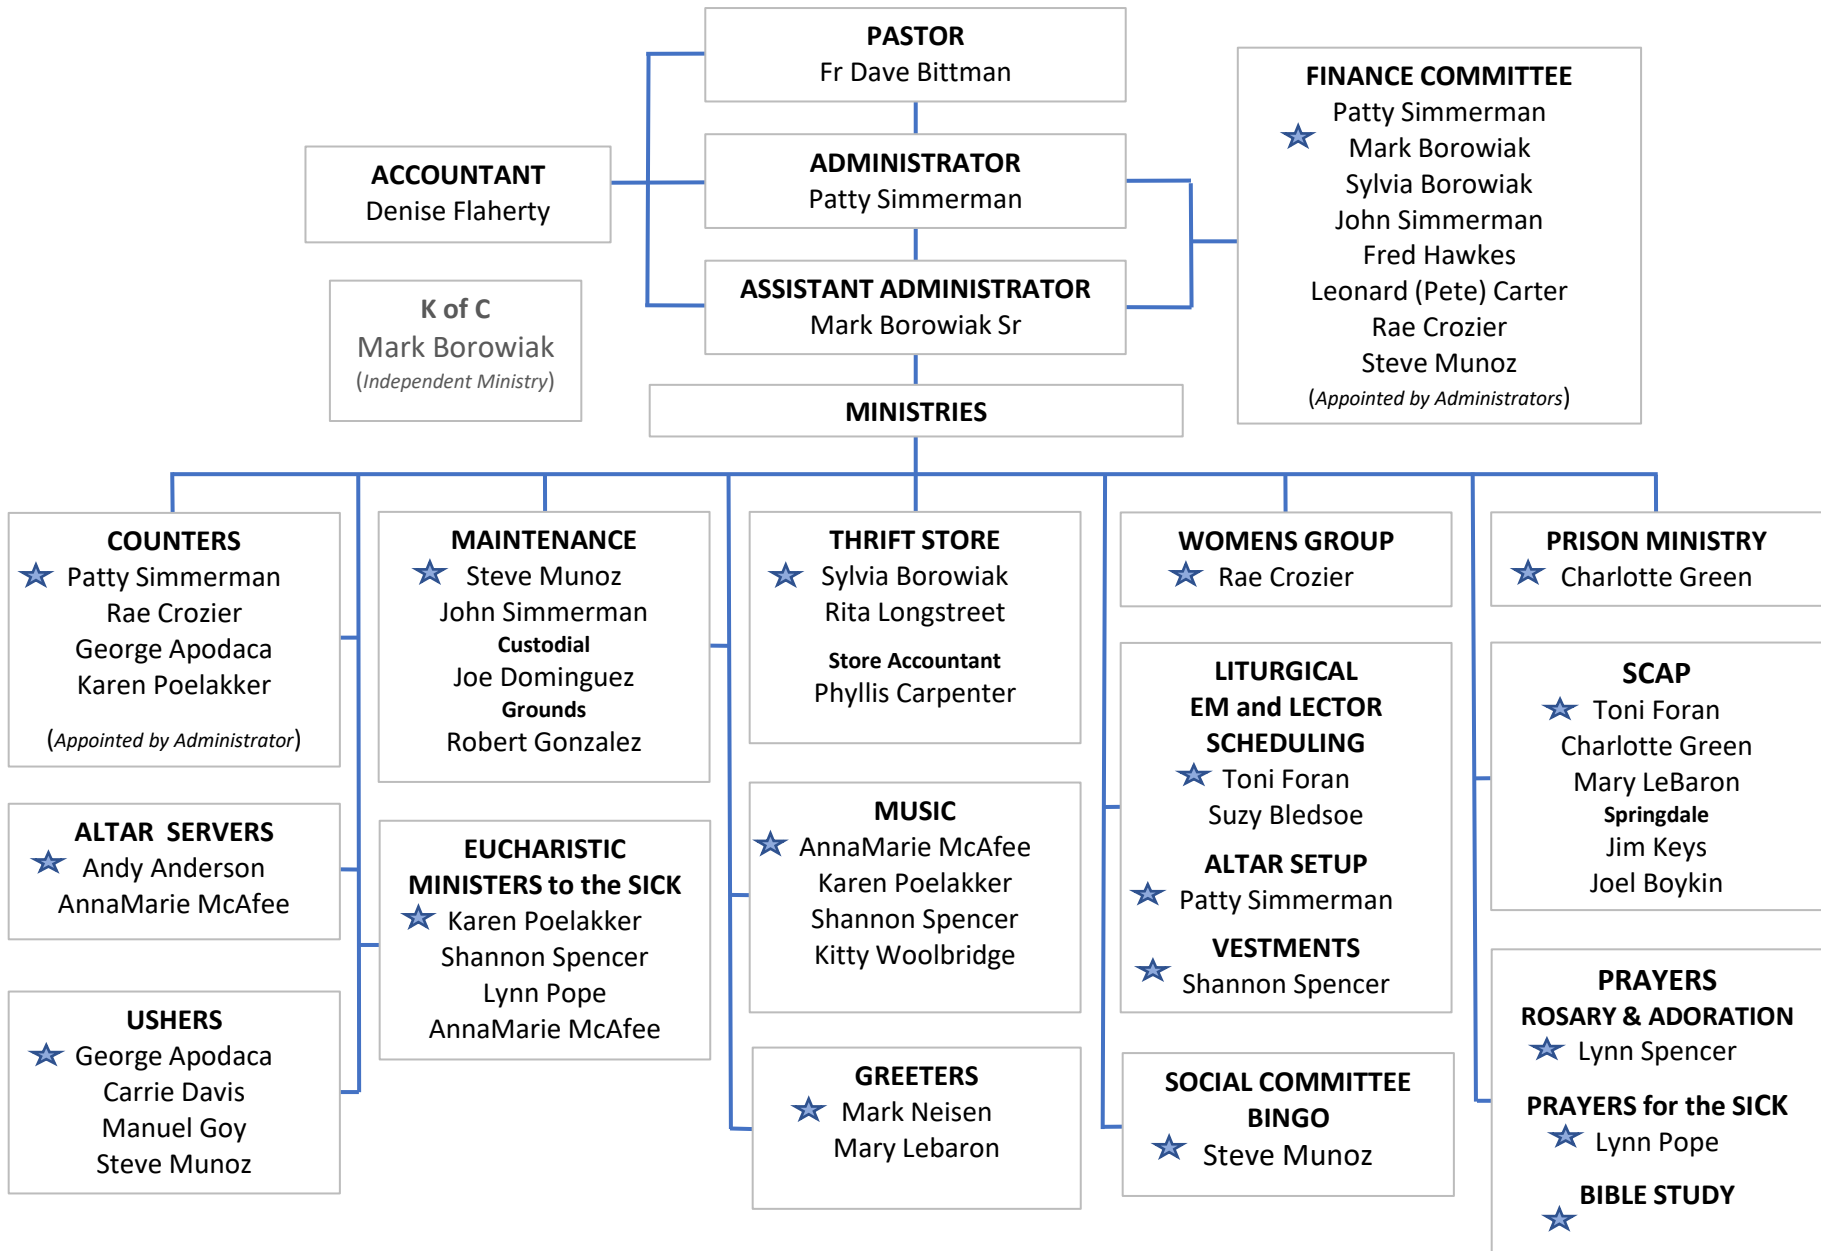 PASTOR
Fr Dave Bittman
FINANCE COMMITTEE
Patty Simmerman
Mark Borowiak
Sylvia Borowiak
John Simmerman
Fred Hawkes
Leonard (Pete) Carter
Rae Crozier
Steve Munoz
(Appointed by Administrators)
ACCOUNTANT
Denise Flaherty
ADMINISTRATOR
Patty Simmerman
ASSISTANT ADMINISTRATOR
Mark Borowiak Sr
K of C
Mark Borowiak
(Independent Ministry)
MINISTRIES
COUNTERS
Patty Simmerman
Rae Crozier
George Apodaca
Karen Poelakker
(Appointed by Administrator)
ALTAR SERVERS
Andy Anderson
AnnaMarie McAfee
USHERS
George Apodaca
Carrie Davis
Manuel Goy
Steve Munoz
MAINTENANCE
Steve Munoz
John Simmerman
Custodial
Joe Dominguez
Grounds
Robert Gonzalez
EUCHARISTIC
MINISTERS to the SICK
Karen Poelakker
Shannon Spencer
Lynn Pope
AnnaMarie McAfee
THRIFT STORE
Sylvia Borowiak
Rita Longstreet
Store Accountant
Phyllis Carpenter
MUSIC
AnnaMarie McAfee
Karen Poelakker
Shannon Spencer
Kitty Woolbridge
GREETERS
Mark Neisen
Mary Lebaron
WOMENS GROUP
Rae Crozier
LITURGICAL
EM and LECTOR
SCHEDULING
Toni Foran
Suzy Bledsoe
ALTAR SETUP
Patty Simmerman
VESTMENTS
Shannon Spencer
SOCIAL COMMITTEE
BINGO
Steve Munoz
PRISON MINISTRY
Charlotte Green
SCAP
Toni Foran
Charlotte Green
Mary LeBaron
Springdale
Jim Keys
Joel Boykin
PRAYERS
ROSARY & ADORATION
Lynn Spencer
PRAYERS for the SICK
Lynn Pope
BIBLE STUDY